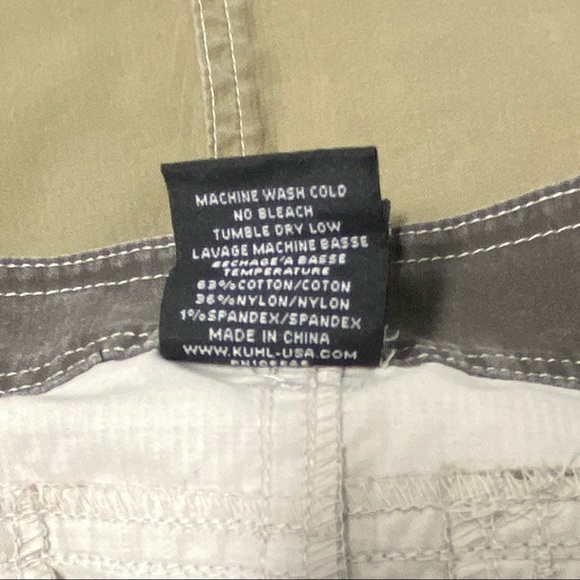 MACHINE WASH COLD
NO BLEACH
TUMBLE DRY LOW
LAVAGE MACHINE BASSE
SECHAGE'A BASSE
TEMPERATURE
63%COTTON/COTON
36%NYLON/NYLON
1%SPANDEX/SPANDEX
MADE IN CHINA
WWW.KUHL-USA.COM